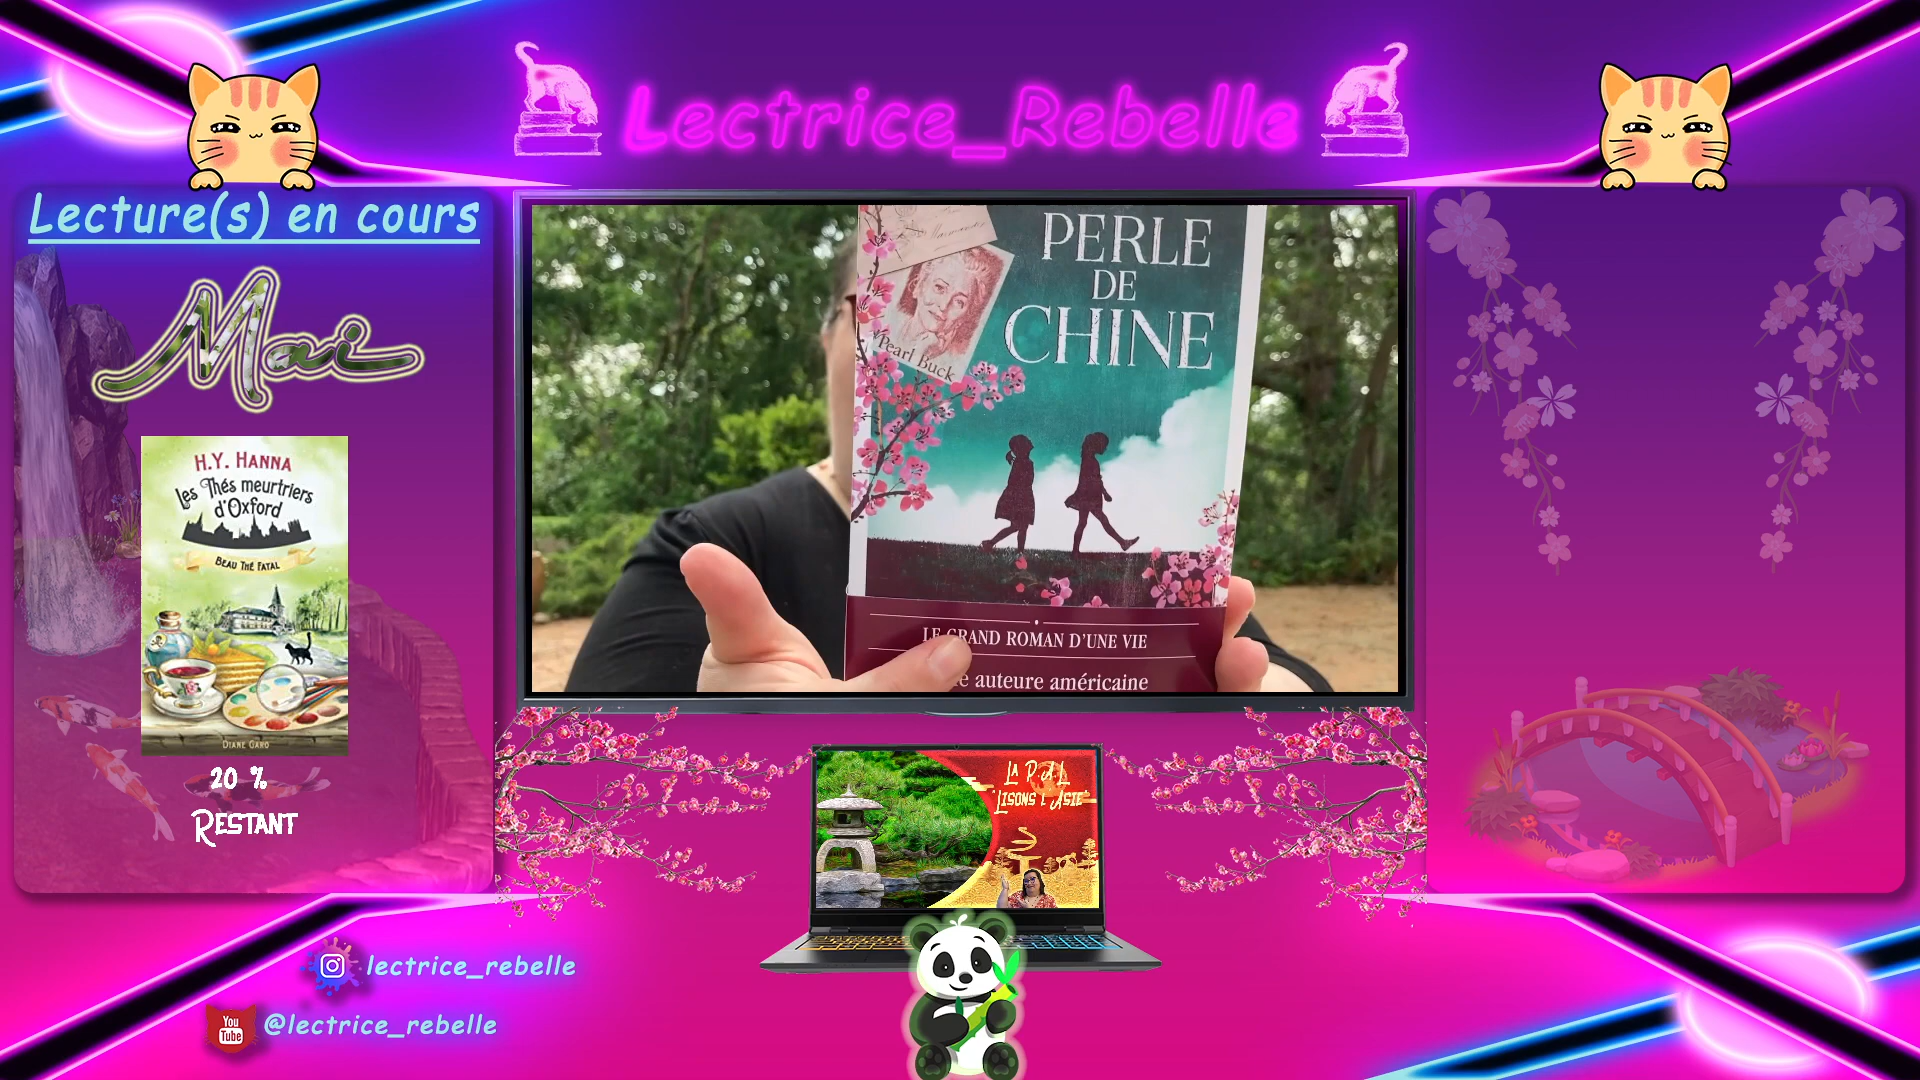 Lectrice_Rebelle
Lecture(s) en cours
Mai
H.Y. HANNA
Les Thés meurtriers
d'Oxford
BEAU THÉ FATAL
DIANE GARO
20 %
RESTANT
PERLE
DE
CHINE
Pearl Buck
LE GRAND ROMAN D'UNE VIE
auteure américaine
LA P.A.L
"LISONS L'ASIE"
lectrice_rebelle
You
Tube
@lectrice_rebelle